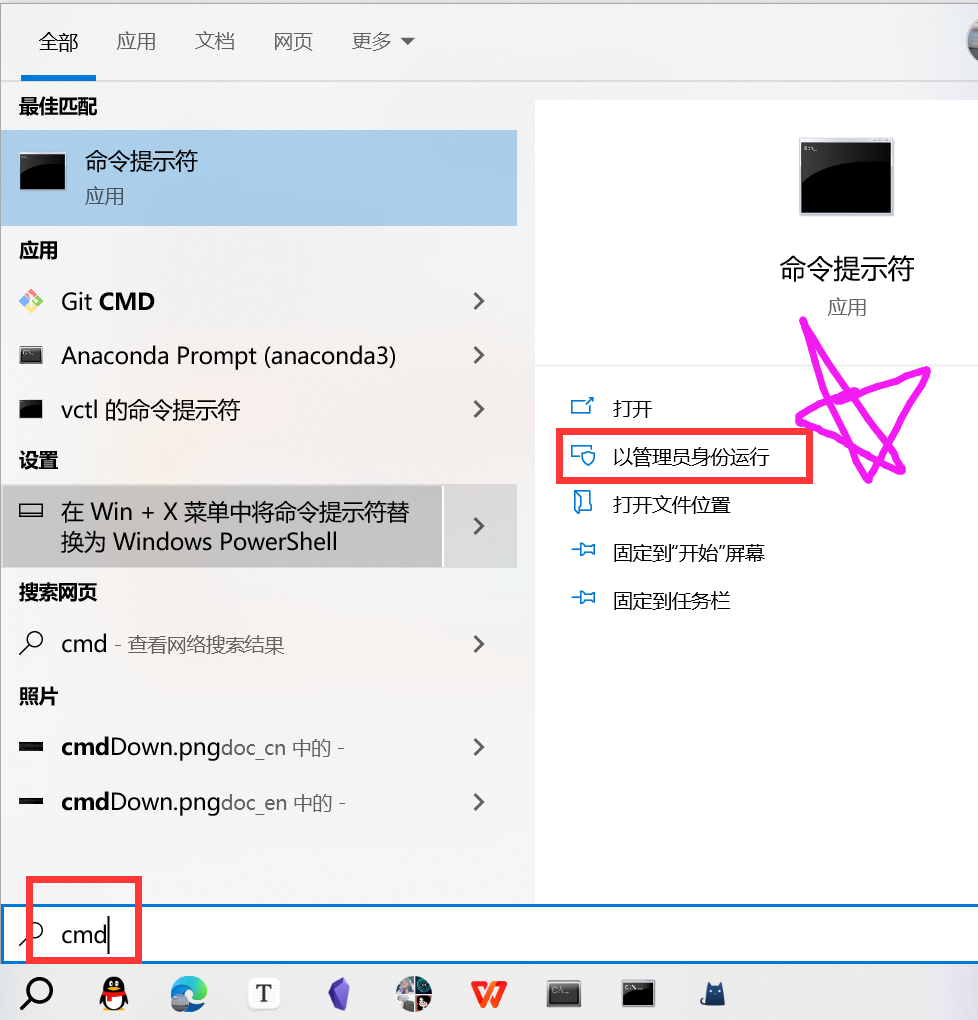 全部 应用 文档 网页 更多
最佳匹配
命令提示符
应用
应用
Git CMD
Anaconda Prompt (anaconda3)
vctl 的命令提示符
设置
在 Win + X 菜单中将命令提示符替
换为 Windows PowerShell
搜索网页
cmd - 查看网络搜索结果
照片
cmdDown.pngdoc_cn 中的 -
cmdDown.pngdoc_en 中的 -
命令提示符
应用
打开
以管理员身份运行
打开文件位置
固定到“开始”屏幕
固定到任务栏
cmd